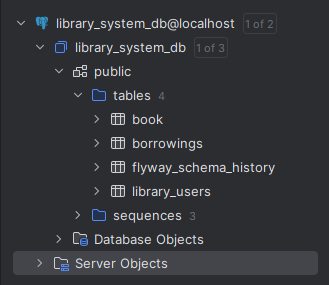 library_system_db@localhost 1 of 2
library_system_db 1 of 3
public
tables 4
book
borrowings
flyway_schema_history
library_users
sequences 3
Database Objects
Server Objects